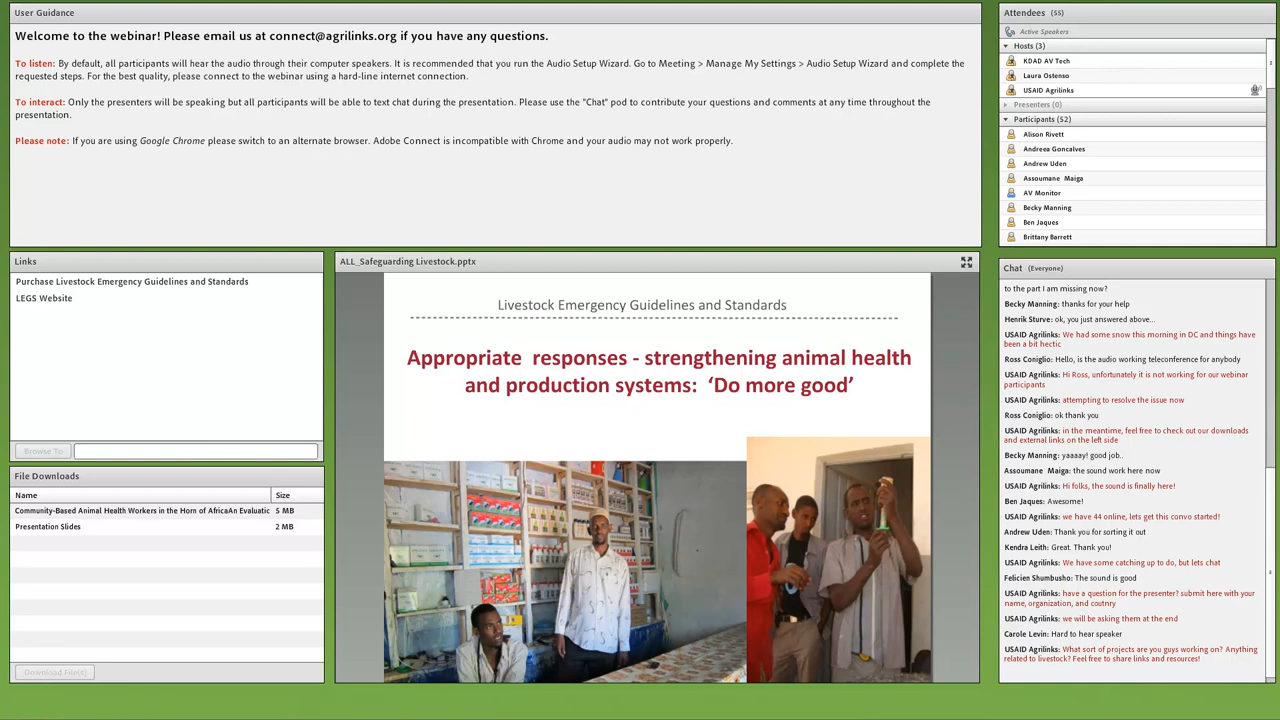 User Guidance
Welcome to the webinar! Please email us at connect@agrilinks.org if you have any questions.
To listen: By default, all participants will hear the audio through their computer speakers. It is recommended that you run the Audio Setup Wizard. Go to Meeting > Manage My Settings > Audio Setup Wizard and complete the
requested steps. For the best quality, please connect to the webinar using a hard-line internet connection.
To interact: Only the presenters will be speaking but all participants will be able to text chat during the presentation. Please use the "Chat" pod to contribute your questions and comments at any time throughout the
presentation.
Please note: If you are using Google Chrome please switch to an alternate browser. Adobe Connect is incompatible with Chrome and your audio may not work properly.
Links
Purchase Livestock Emergency Guidelines and Standards
LEGS Website
Browse To
File Downloads
Name Size
Community-Based Animal Health Workers in the Horn of AfricaAn Evaluatic 5 MB
Presentation Slides 2 MB
Download File(s)
ALL_Safeguarding Livestock.pptx
Livestock Emergency Guidelines and Standards
Appropriate responses - strengthening animal health
and production systems: ‘Do more good’
Attendees (55)
Active Speakers
Hosts (3)
KDAD AV Tech
Laura Ostenso
USAID Agrilinks
Presenters (0)
Participants (52)
Alison Rivett
Andreea Goncalves
Andrew Uden
Assoumane Maiga
AV Monitor
Becky Manning
Ben Jaques
Brittany Barrett
Chat (Everyone)
to the part I am missing now?
Becky Manning: thanks for your help
Henrik Sturve: ok, you just answered above...
USAID Agrilinks: We had some snow this morning in DC and things have
been a bit hectic
Ross Coniglio: Hello, is the audio working teleconference for anybody
USAID Agrilinks: Hi Ross, unfortunately it is not working for our webinar
participants
USAID Agrilinks: attempting to resolve the issue now
Ross Coniglio: ok thank you
USAID Agrilinks: in the meantime, feel free to check out our downloads
and external links on the left side
Becky Manning: yaaaay! good job..
Assoumane Maiga: the sound work here now
USAID Agrilinks: Hi folks, the sound is finally here!
Ben Jaques: Awesome!
USAID Agrilinks: we have 44 online, lets get this convo started!
Andrew Uden: Thank you for sorting it out
Kendra Leith: Great. Thank you!
USAID Agrilinks: We have some catching up to do, but lets chat
Felicien Shumbusho: The sound is good
USAID Agrilinks: have a question for the presenter? submit here with your
name, organization, and coutnry
USAID Agrilinks: we will be asking them at the end
Carole Levin: Hard to hear speaker
USAID Agrilinks: What sort of projects are you guys working on? Anything
related to livestock? Feel free to share links and resources!